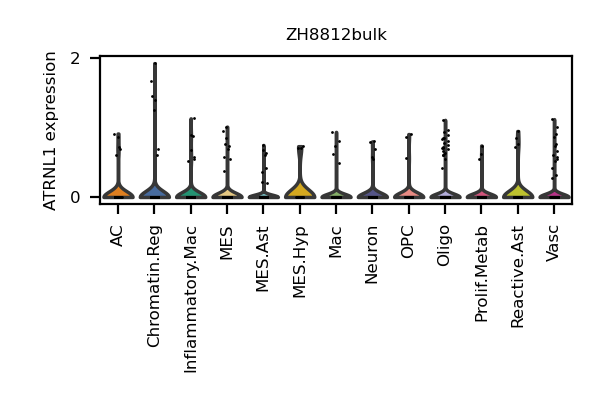 ZH8812bulk
ATRNL1 expression
2
0
AC
Chromatin.Reg
Inflammatory.Mac
MES
MES.Ast
MES.Hyp
Mac
Neuron
OPC
Oligo
Prolif.Metab
Reactive.Ast
Vasc